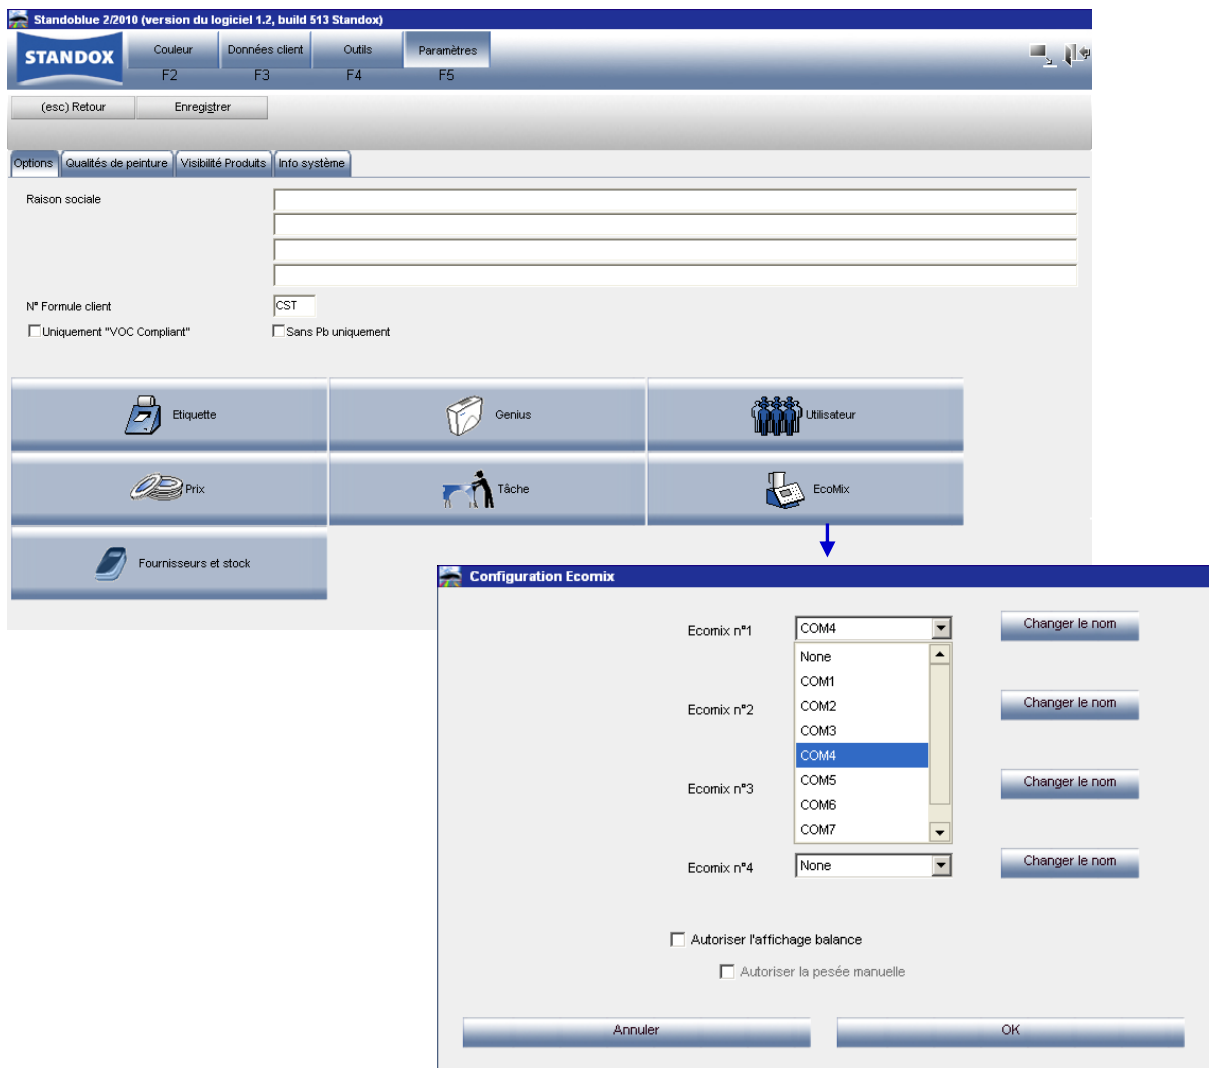 Standoblue 2/2010 (version du logiciel 1.2, build 513 Standox)
STANDOX
Couleur Données client Outils Paramètres
F2 F3 F4 F5
(esc) Retour Enregistrer
Options Qualités de peinture Visibilité Produits Info système
Raison sociale
N° Formule client CST
Uniquement "VOC Compliant" Sans Pb uniquement
Etiquette Genius Utilisateur
Prix Tâche EcoMix
Fournisseurs et stock
Configuration Ecomix
Ecomix n°1 COM4 Changer le nom
None
COM1
Ecomix n°2 COM2 Changer le nom
COM3
COM4
Ecomix n°3 COM5 Changer le nom
COM6
COM7
Ecomix n°4 None Changer le nom
Autoriser l'affichage balance
Autoriser la pesée manuelle
Annuler OK